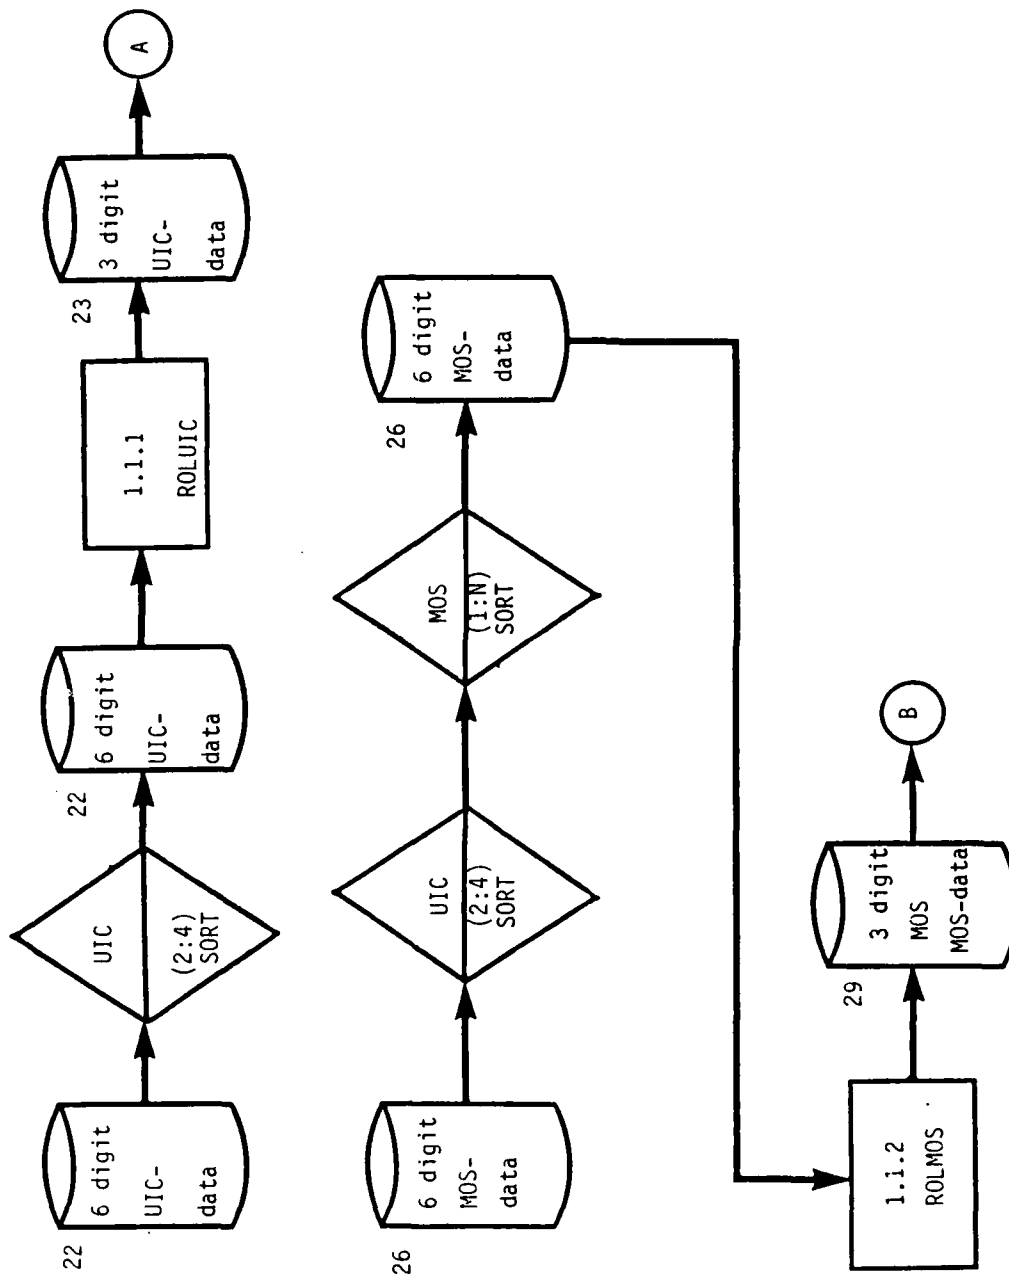 22
6 digit
UIC-
data
UIC
(2:4)
SORT
22
6 digit
UIC-
data
1.1.1
ROLUIC
23
3 digit
UIC-
data
A
26
6 digit
MOS-
data
UIC
(2:4)
SORT
MOS
(1:N)
SORT
26
6 digit
MOS-
data
1.1.2
ROLMOS
29
3 digit
MOS
MOS-data
B